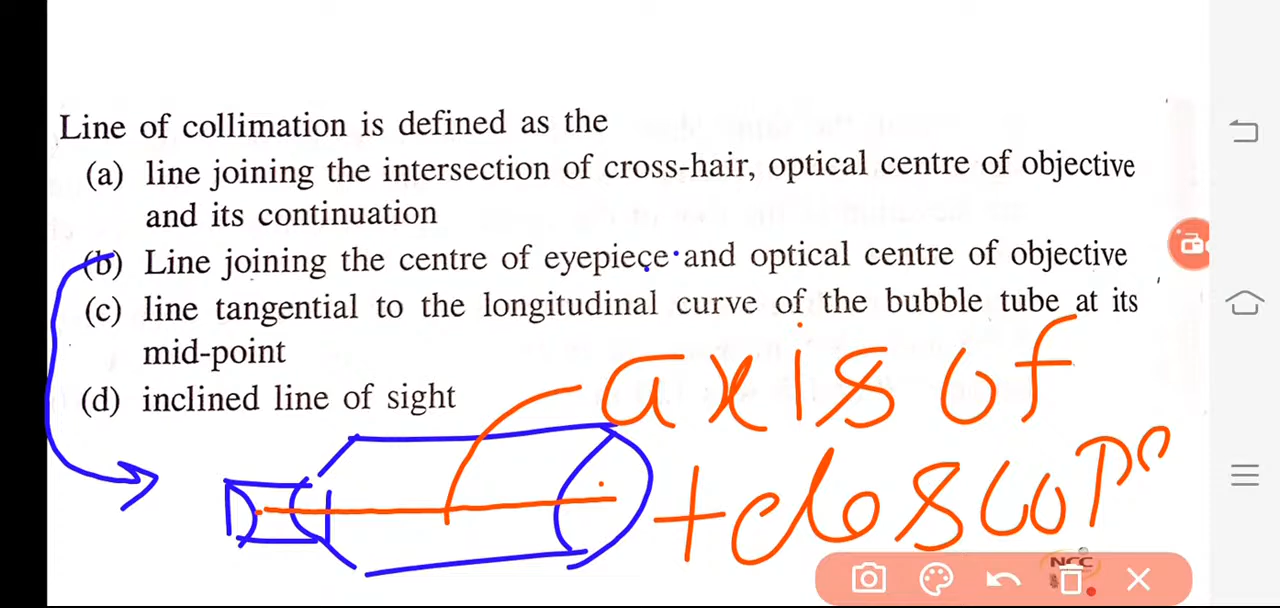 Line of collimation is defined as the
(a) line joining the intersection of cross-hair, optical centre of objective
and its continuation
(b) Line joining the centre of eyepiece and optical centre of objective
(c) line tangential to the longitudinal curve of the bubble tube at its
mid-point
(d) inclined line of sight
axis of
telescope
NCC